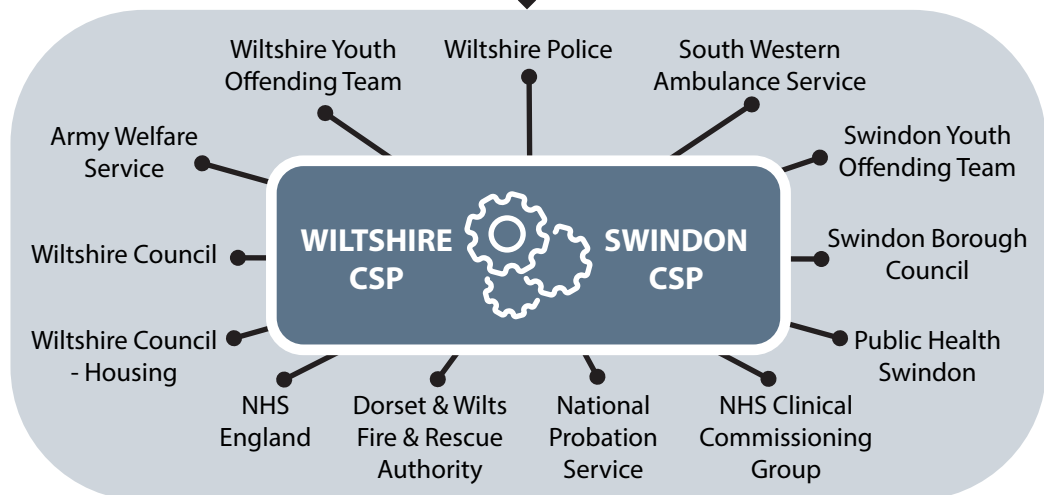 Wiltshire Youth
Offending Team
Wiltshire Police
South Western
Ambulance Service
Army Welfare
Service
Swindon Youth
Offending Team
Wiltshire Council
WILTSHIRE
CSP
SWINDON
CSP
Swindon Borough
Council
Wiltshire Council
- Housing
Public Health
Swindon
NHS
England
Dorset & Wilts
Fire & Rescue
Authority
National
Probation
Service
NHS Clinical
Commissioning
Group